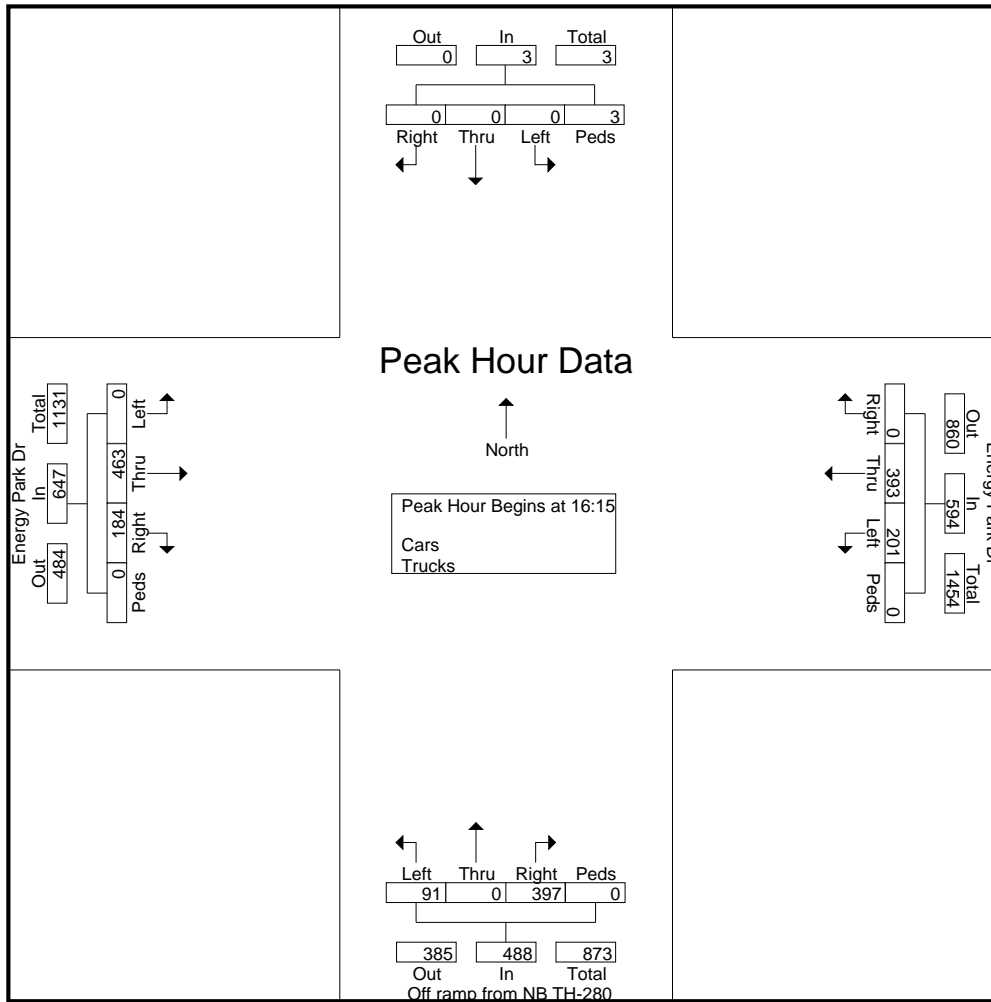 Out In Total
0 3 3
0 0 0 3
Right Thru Left Peds
Peak Hour Data
North
Peak Hour Begins at 16:15
Cars
Trucks
Energy Park Dr
Out In Total
484 647 1131
0 463 184 0
Left Thru Right Peds
Energy Park Dr
Out In Total
860 594 1454
0 393 201 0
Right Thru Left Peds
Left Thru Right Peds
91 0 397 0
385 488 873
Out In Total
Off ramp from NB TH-280